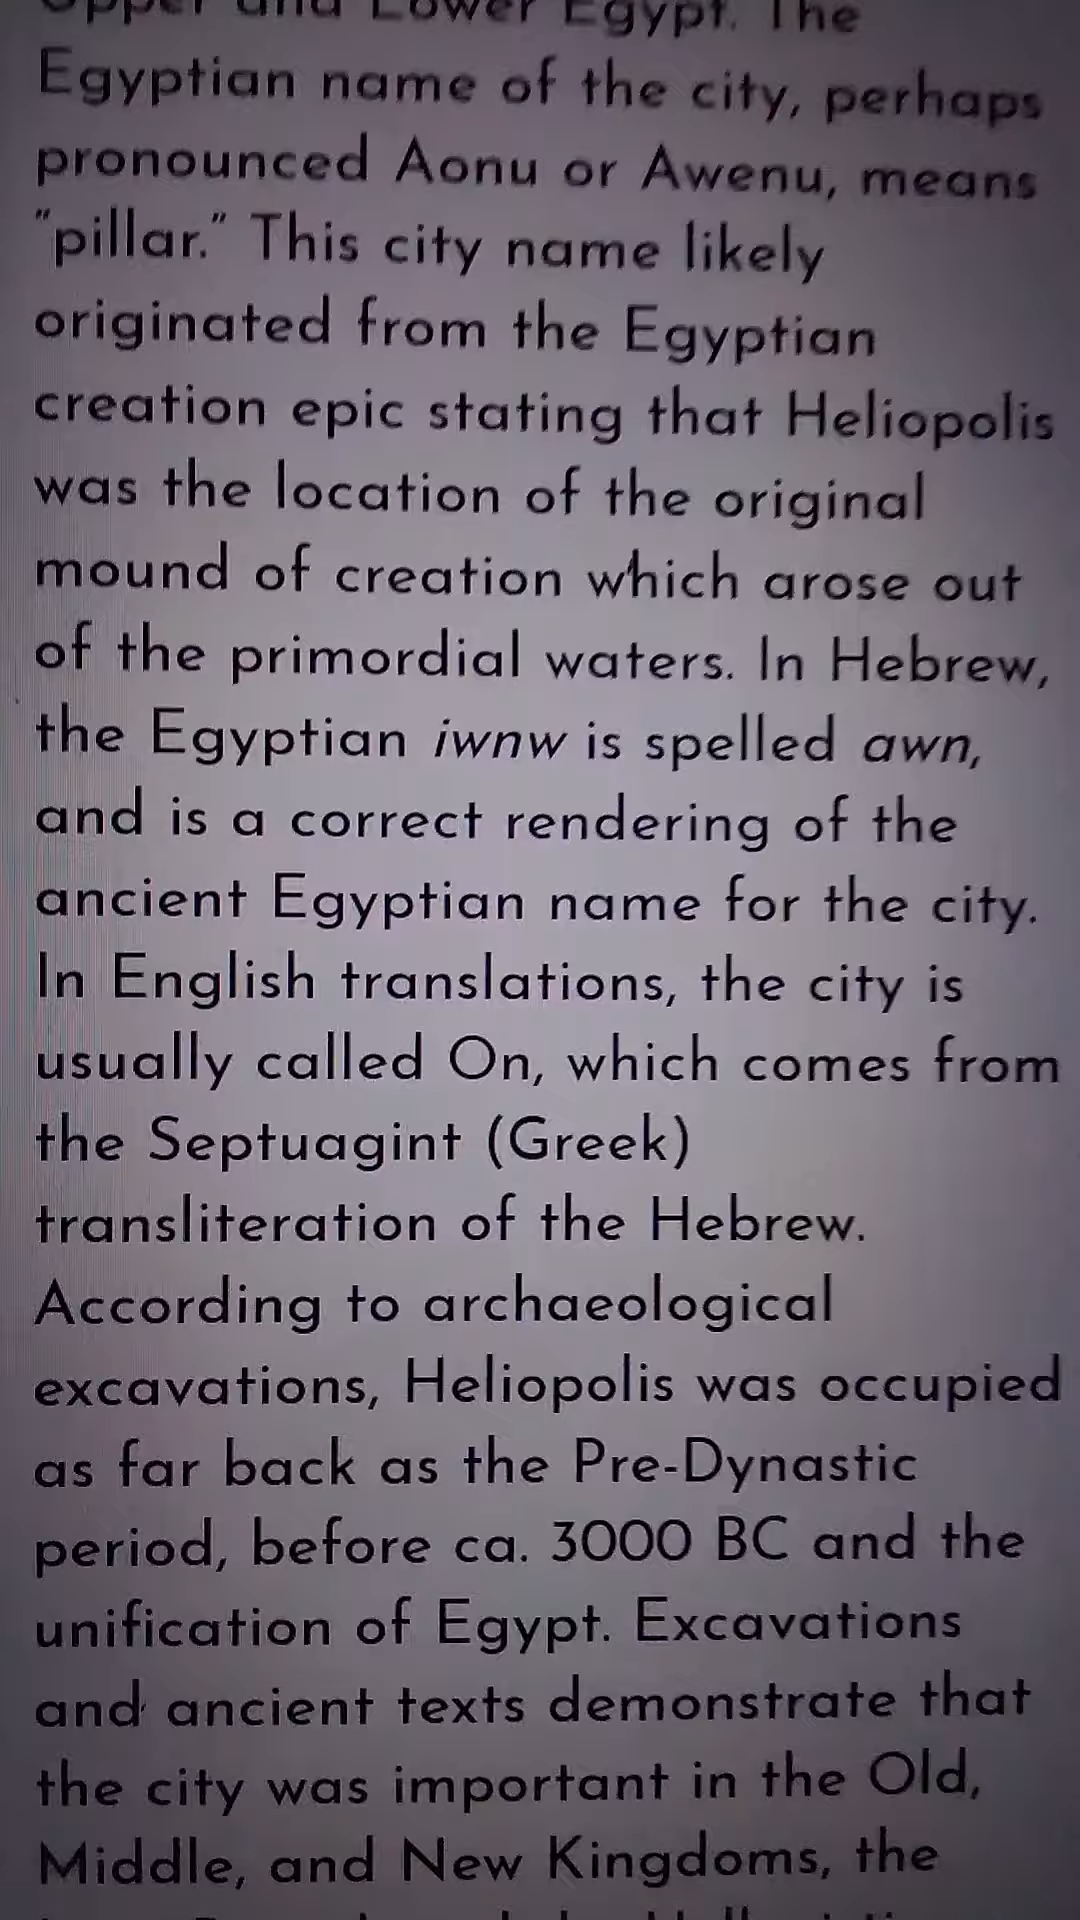 Upper and Lower Egypt. The
Egyptian name of the city, perhaps
pronounced Aonu or Awenu, means
"pillar." This city name likely
originated from the Egyptian
creation epic stating that Heliopolis
was the location of the original
mound of creation which arose out
of the primordial waters. In Hebrew,
the Egyptian iwnw is spelled awn,
and is a correct rendering of the
ancient Egyptian name for the city.
In English translations, the city is
usually called On, which comes from
the Septuagint (Greek)
transliteration of the Hebrew.
According to archaeological
excavations, Heliopolis was occupied
as far back as the Pre-Dynastic
period, before ca. 3000 BC and the
unification of Egypt. Excavations
and ancient texts demonstrate that
the city was important in the Old,
Middle, and New Kingdoms, the